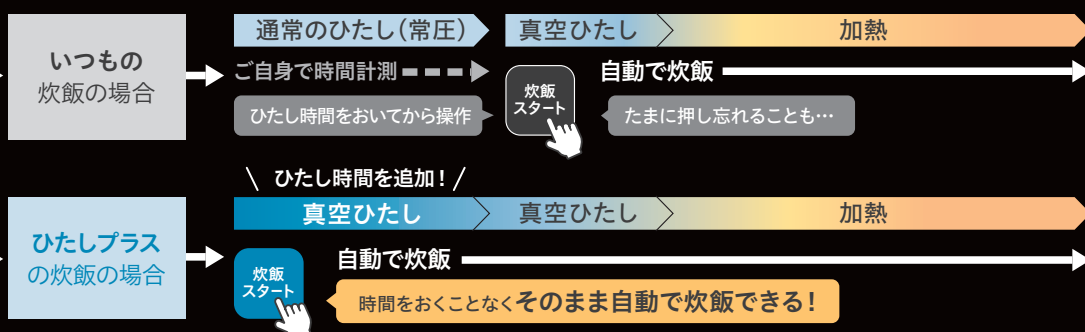 いつもの
炊飯の場合
通常のひたし（常圧）
真空ひたし
加熱
ご自身で時間計測
炊飯
スタート
自動で炊飯
ひたし時間をおいてから操作
たまに押し忘れることも…
ひたし時間を追加！
ひたしプラス
の炊飯の場合
真空ひたし
真空ひたし
加熱
炊飯
スタート
自動で炊飯
時間をおくことなくそのまま自動で炊飯できる！